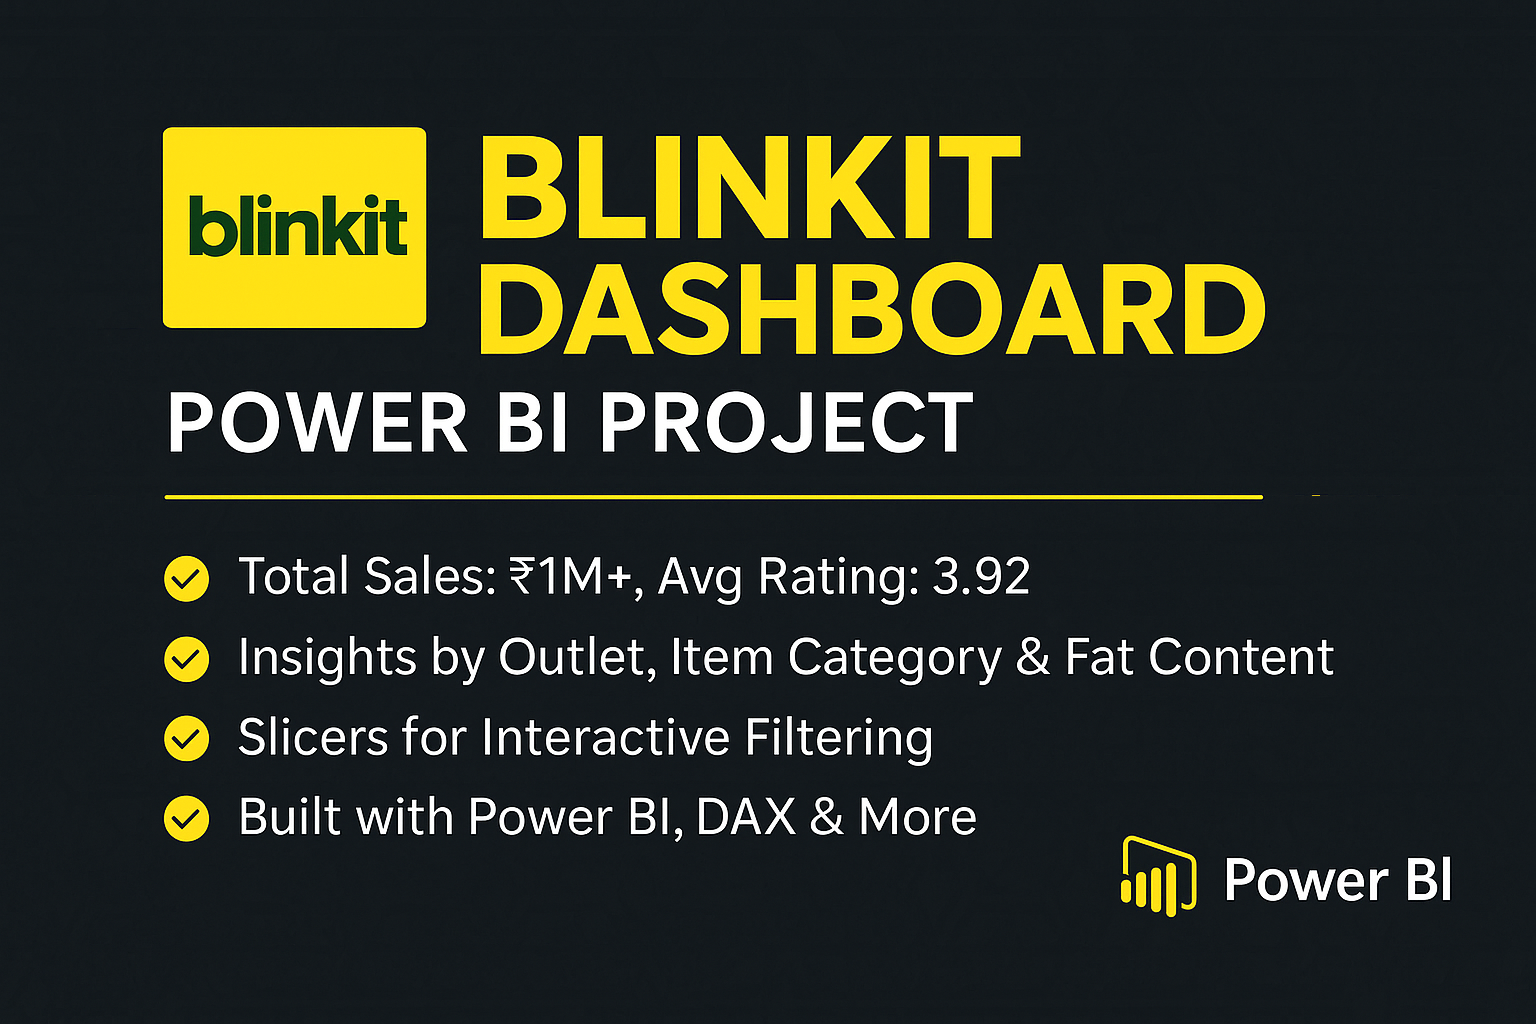 blinkit
BLINKIT
DASHBOARD
POWER BI PROJECT
Total Sales: ₹1M+, Avg Rating: 3.92
Insights by Outlet, Item Category & Fat Content
Slicers for Interactive Filtering
Built with Power BI, DAX & More
Power BI